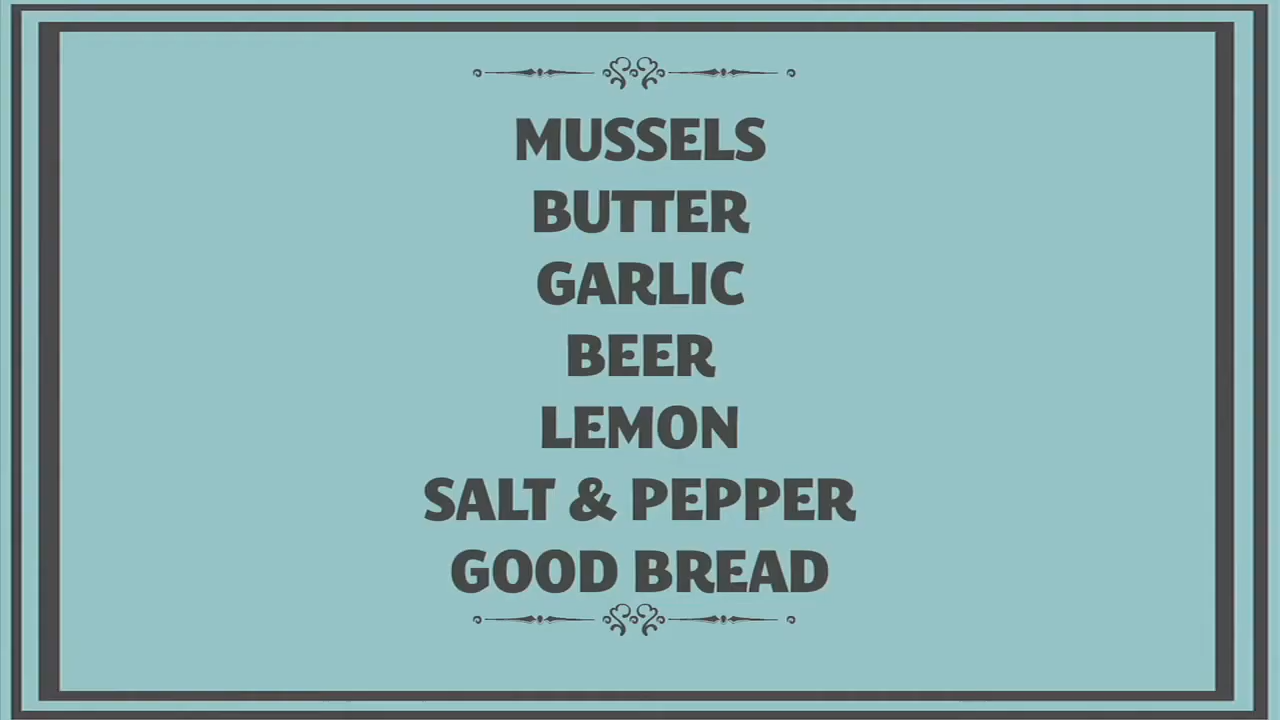 MUSSELS
BUTTER
GARLIC
BEER
LEMON
SALT & PEPPER
GOOD BREAD